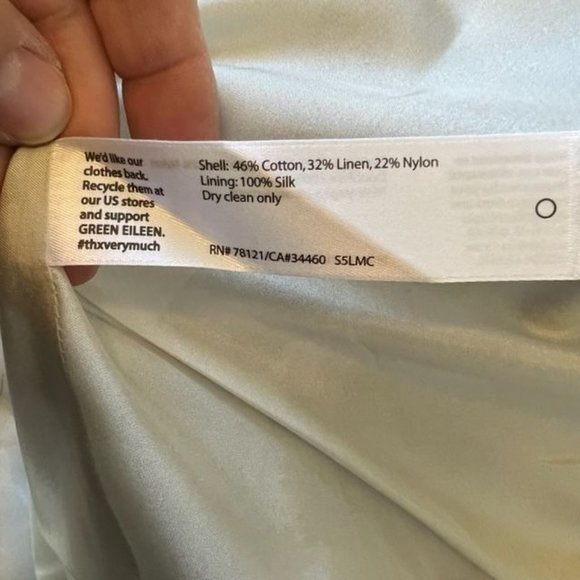 We'd like our
clothes back.
Recycle them at
our US stores
and support
GREEN EILEEN.
#thxverymuch
Shell: 46% Cotton, 32% Linen, 22% Nylon
Lining: 100% Silk
Dry clean only
RN# 78121/CA#34460 S5LMC